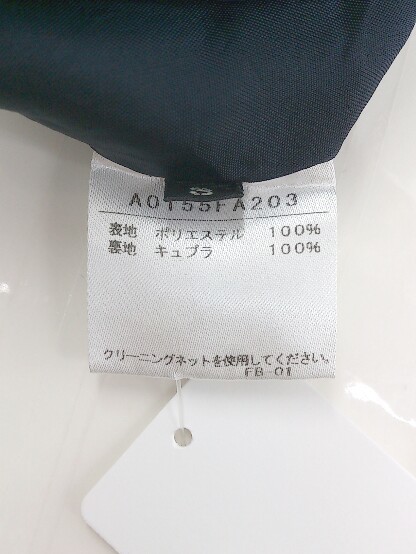 S
A0155FA203
表地 ポリエステル 100%
裏地 キュプラ 100%
クリーニングネットを使用してください。
FB-01